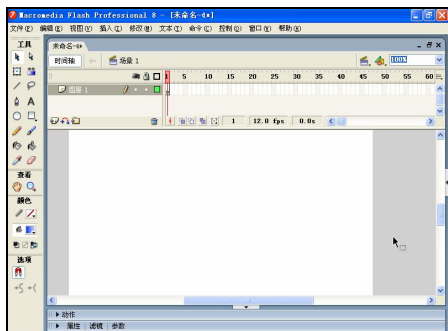 Macromedia Flash Professional 8 - [未命名-4*]
文件(F) 编辑(E) 视图(V) 插入(I) 修改(M) 文本(T) 命令(C) 控制(O) 窗口(W) 帮助(H)
工具
未命名-4*
时间轴 场景 1 100%
5 10 15 20 25 30 35 40 45 50 55 60
图层 1
1 12.0 fps 0.0s
A
查看
颜色
选项
动作
属性 滤镜 参数